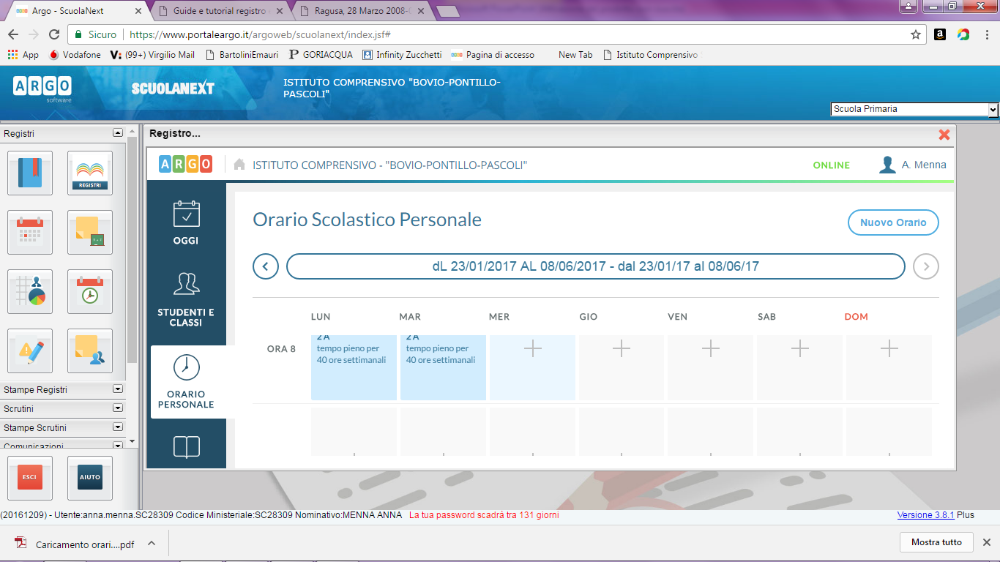 Argo - ScuolaNext
Guide e tutorial registro
Ragusa, 28 Marzo 2008-
Sicuro
https://www.portaleargo.it/argoweb/scuolanext/index.jsf#
App
Vodafone
(99+) Virgilio Mail
BartoliniEmauri
GORIACQUA
Infinity Zucchetti
Pagina di accesso
New Tab
Istituto Comprensivo
ARGO
software
SCUOLANEXT
ISTITUTO COMPRENSIVO "BOVIO-PONTILLO-
PASCOLI"
Scuola Primaria
Registri
REGISTRI
Stampe Registri
Scrutini
Stampe Scrutini
Comunicazioni
ESCI
AIUTO
Registro...
ARGO
ISTITUTO COMPRENSIVO - "BOVIO-PONTILLO-PASCOLI"
ONLINE
A. Menna
OGGI
STUDENTI E
CLASSI
ORARIO
PERSONALE
Orario Scolastico Personale
Nuovo Orario
dL 23/01/2017 AL 08/06/2017 - dal 23/01/17 al 08/06/17
LUN MAR MER GIO VEN SAB DOM
ORA 8
2 A
tempo pieno per
40 ore settimanali
2 A
tempo pieno per
40 ore settimanali
(20161209) - Utente:anna.menna.SC28309 Codice Ministeriale:SC28309 Nominativo:MENNA ANNA La tua password scadrà tra 131 giorni
Versione 3.8.1 Plus
Caricamento orari....pdf
Mostra tutto